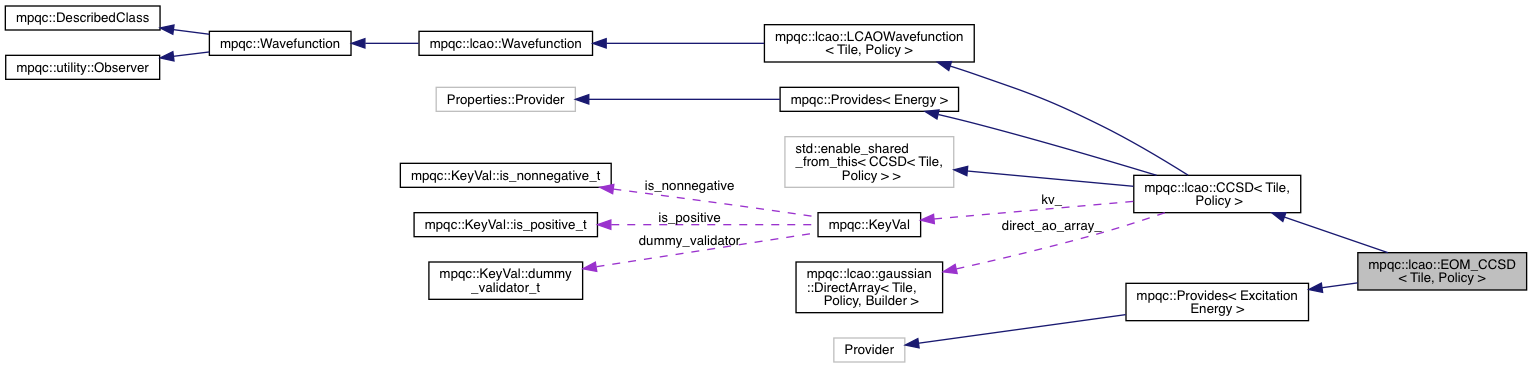 mpqc::DescribedClass
mpqc::utility::Observer
mpqc::Wavefunction
mpqc::lcao::Wavefunction
mpqc::lcao::LCAOWavefunction
< Tile, Policy >
Properties::Provider
mpqc::Provides< Energy >
std::enable_shared
_from_this< CCSD< Tile,
Policy > >
mpqc::KeyVal::is_nonnegative_t
is_nonnegative
mpqc::KeyVal::is_positive_t
is_positive
mpqc::KeyVal::dummy
_validator_t
dummy_validator
mpqc::KeyVal
kv_
direct_ao_array_
mpqc::lcao::gaussian
::DirectArray< Tile,
Policy, Builder >
mpqc::lcao::CCSD< Tile,
Policy >
mpqc::lcao::EOM_CCSD
< Tile, Policy >
mpqc::Provides< Excitation
Energy >
Provider